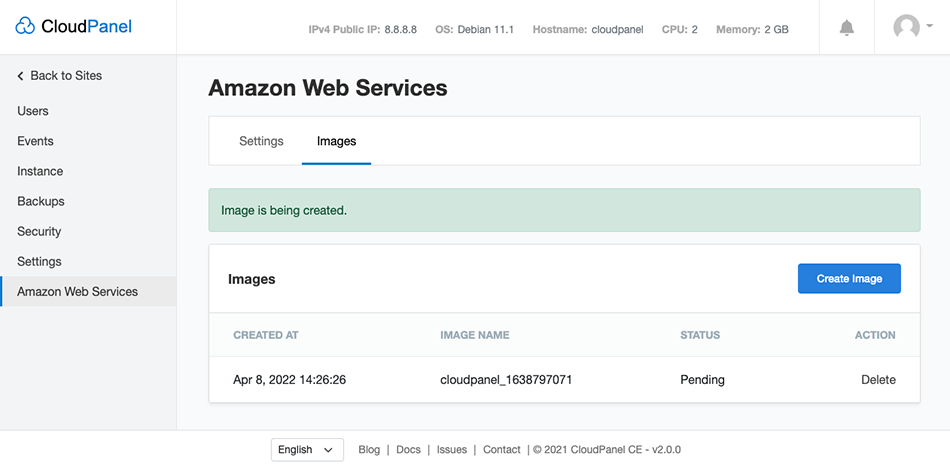 CloudPanel
IPv4 Public IP: 8.8.8.8 OS: Debian 11.1 Hostname: cloudpanel CPU: 2 Memory: 2 GB
Back to Sites
Users
Events
Instance
Backups
Security
Settings
Amazon Web Services
Amazon Web Services
Settings Images
Image is being created.
Images Create Image
CREATED AT IMAGE NAME STATUS ACTION
Apr 8, 2022 14:26:26 cloudpanel_1638797071 Pending Delete
English Blog | Docs | Issues | Contact | © 2021 CloudPanel CE - v2.0.0